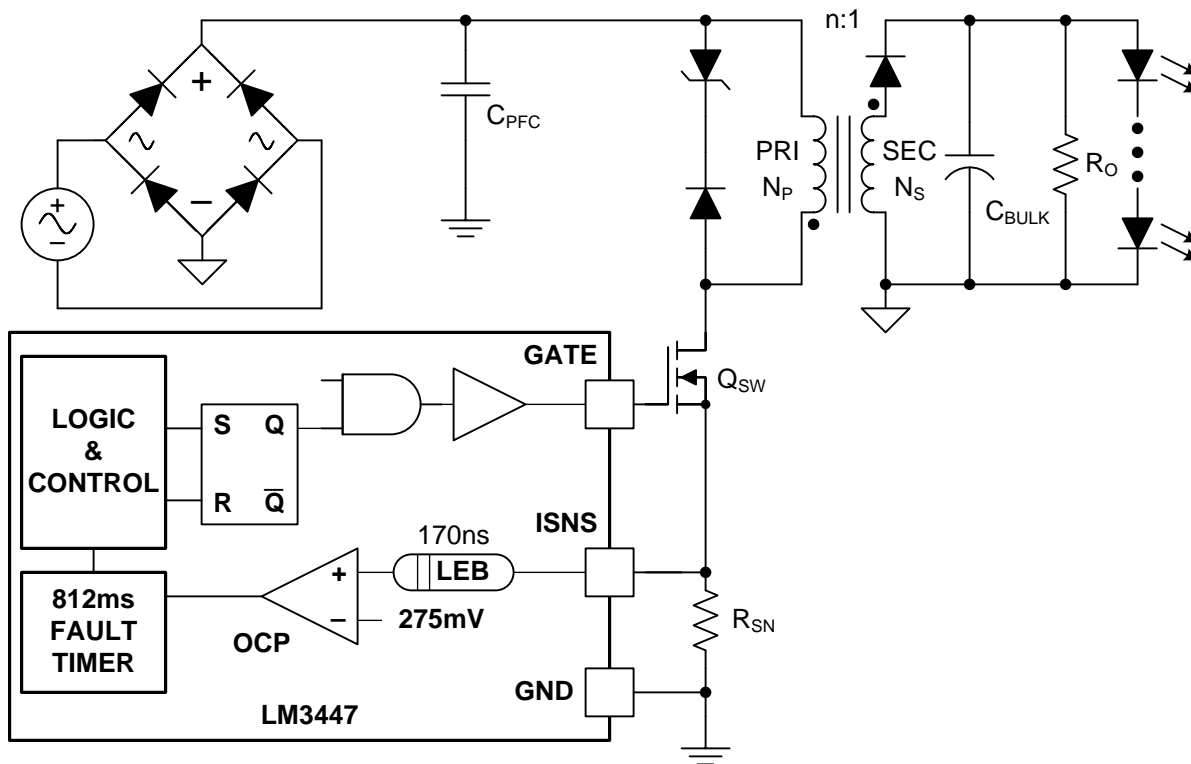 n:1
+
C_PFC
PRI
N_P
SEC
N_S
C_BULK
R_O
−
+
−
GATE
Q_SW
LOGIC
&
CONTROL
S Q
R Q̅
ISNS
170ns
LEB
+
−
275mV
OCP
812ms
FAULT
TIMER
R_SN
GND
LM3447